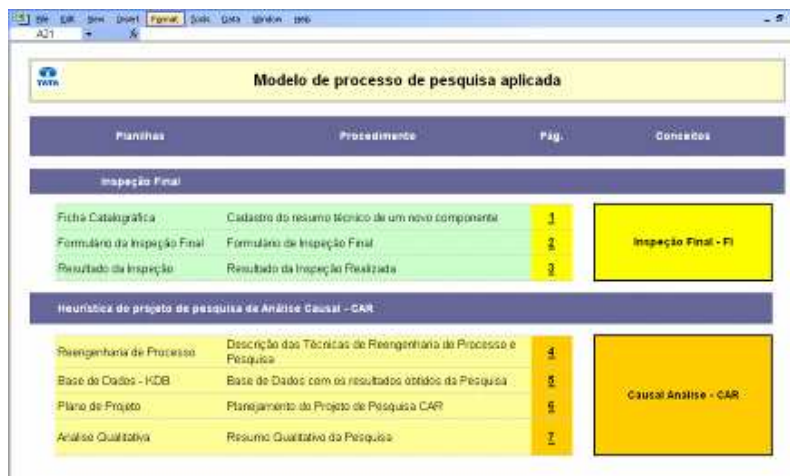 File Edit View Insert Format Tools Data Window Help
A21 fx
TATA
Modelo de processo de pesquisa aplicada
Planilhas Procedimento Pág. Conceitos
Inspeção Final
Ficha Catalográfica Cadastro do resumo técnico de um novo componente 1
Formulário da Inspeção Final Formulário de Inspeção Final 2 Inspeção Final - FI
Resultado da Inspeção Resultado da Inspeção Realizada 3
Heurística do projeto de pesquisa de Análise Causal - CAR
Reengenharia de Processo Descrição das Técnicas de Reengenharia de Processo e Pesquisa 4
Base de Dados - KDB Base de Dados com os resultados obtidos da Pesquisa 5
Plano de Projeto Planejamento do Projeto de Pesquisa CAR 6 Causal Análise - CAR
Análise Qualitativa Resumo Qualitativo da Pesquisa 7